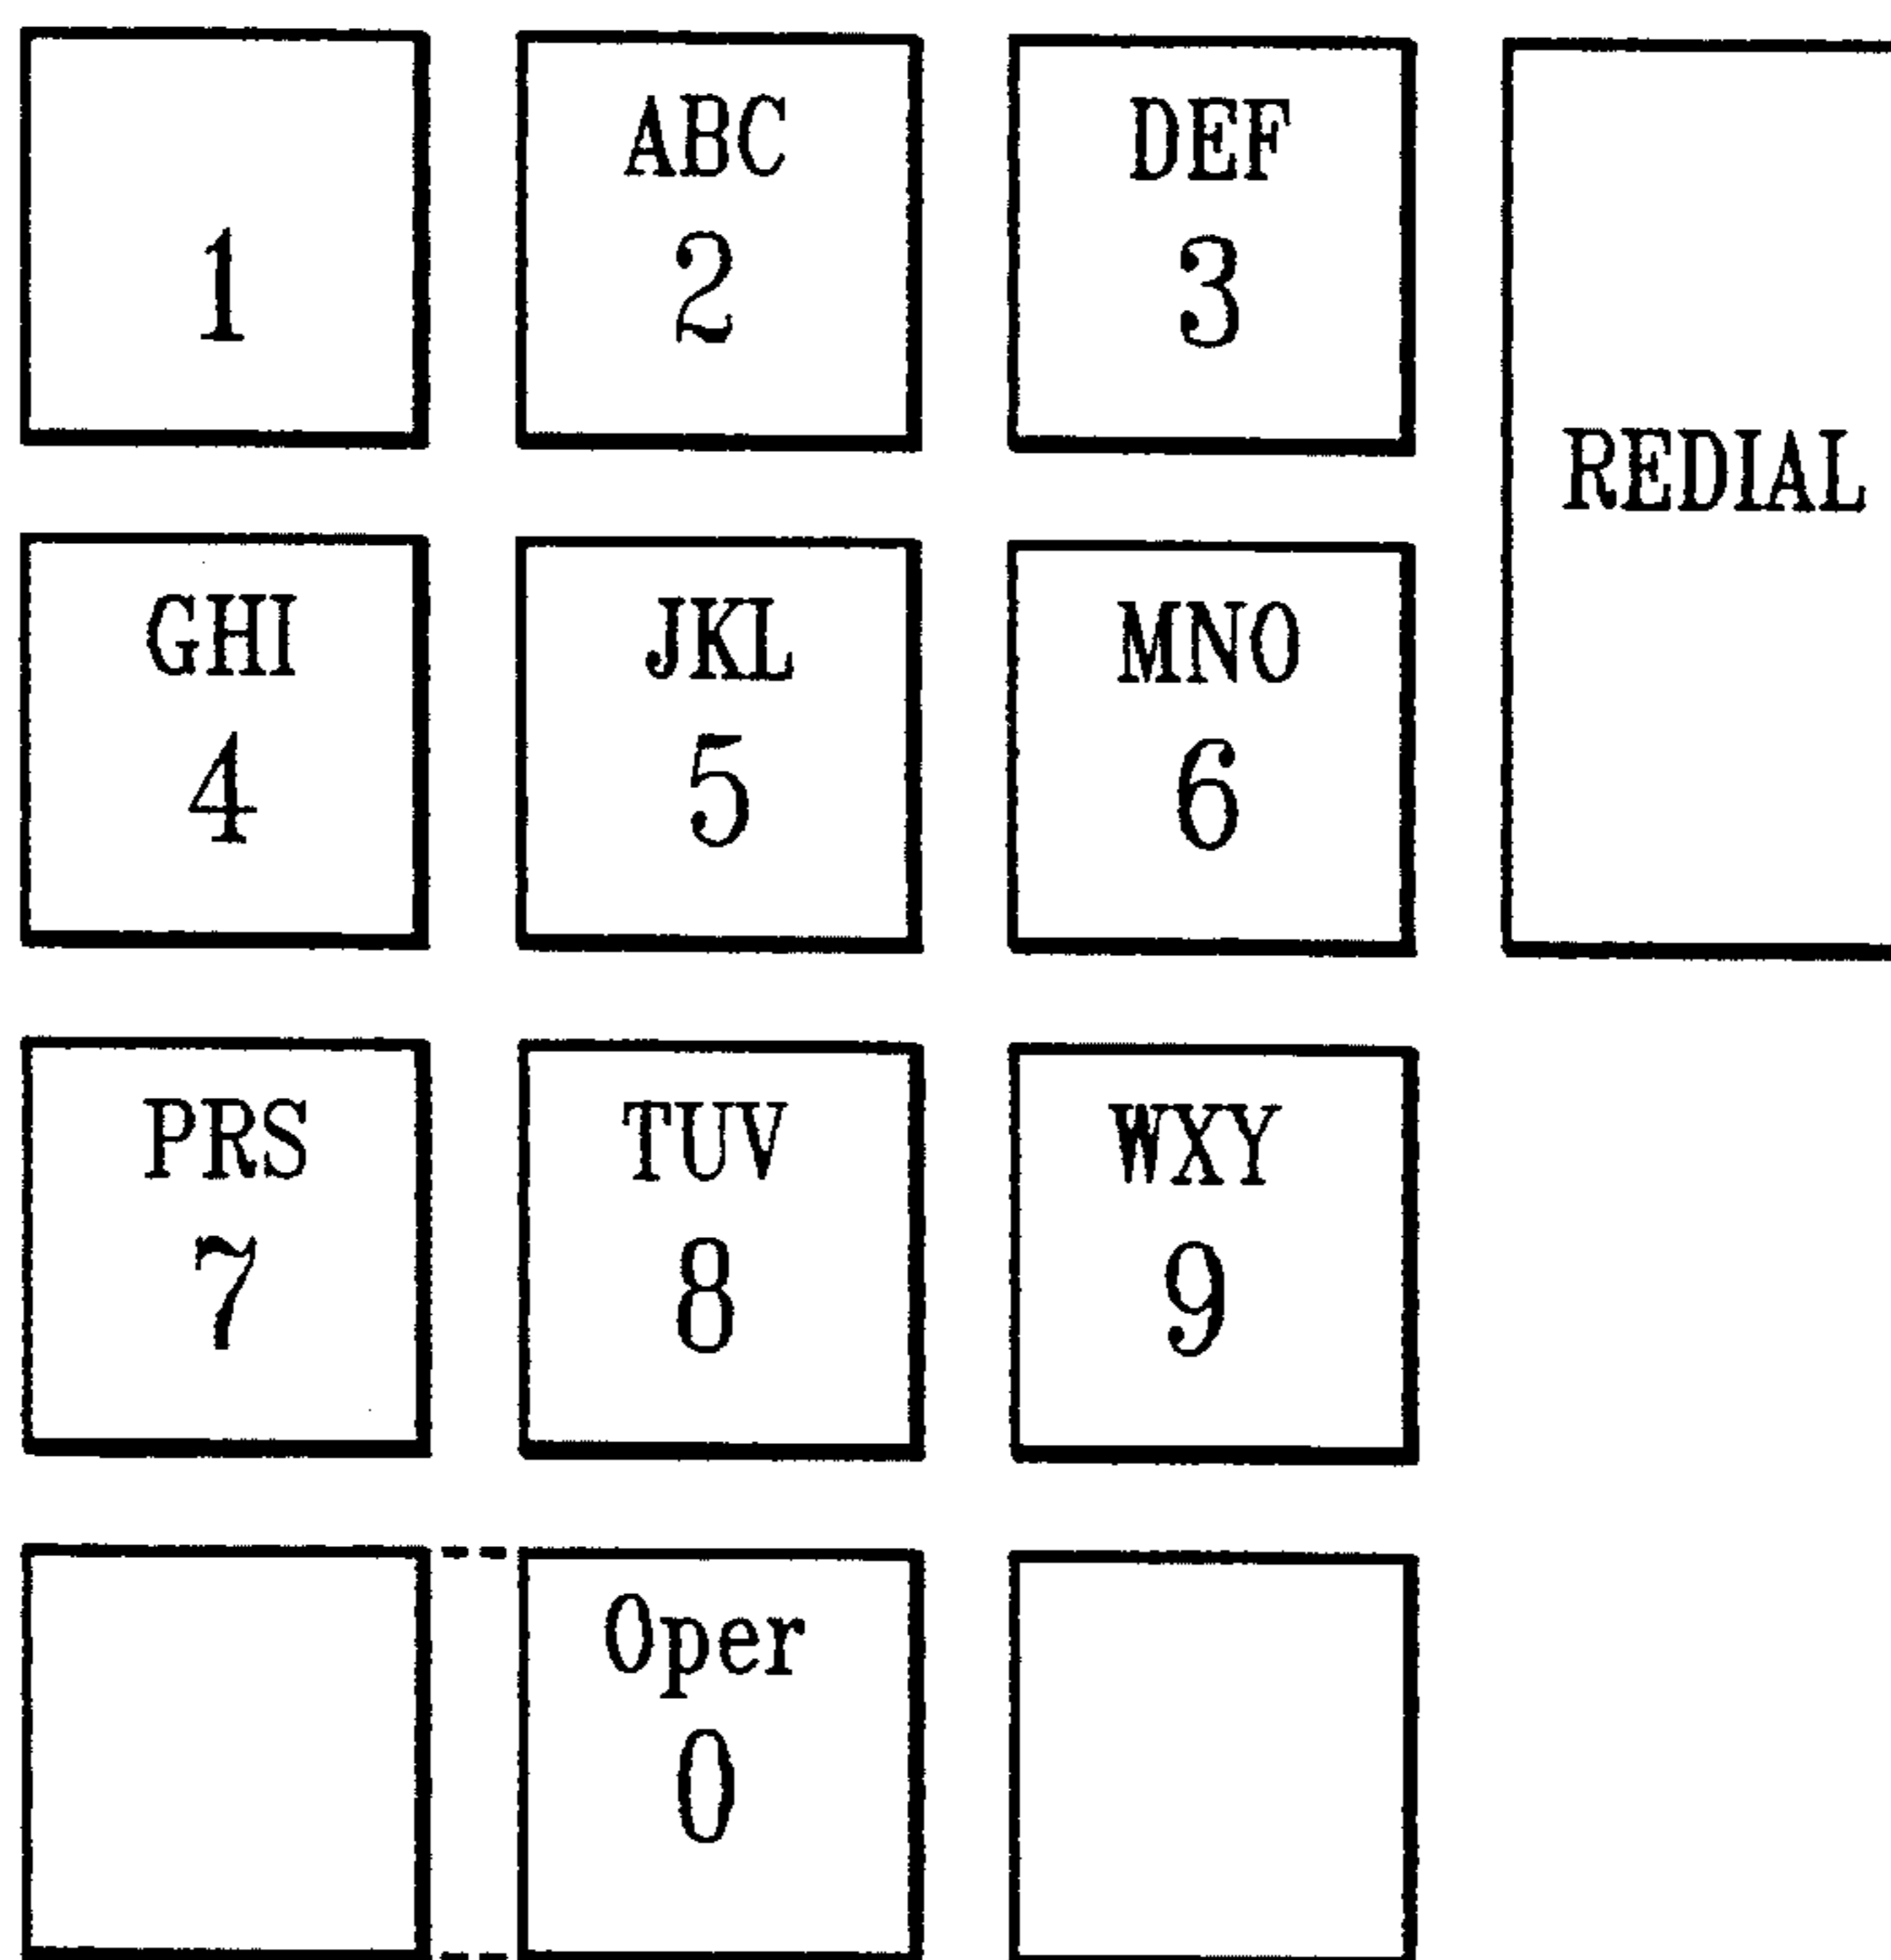 1
ABC
2
DEF
3
REDIAL
GHI
4
JKL
5
MNO
6
PRS
7
TUV
8
WXY
9
Oper
0